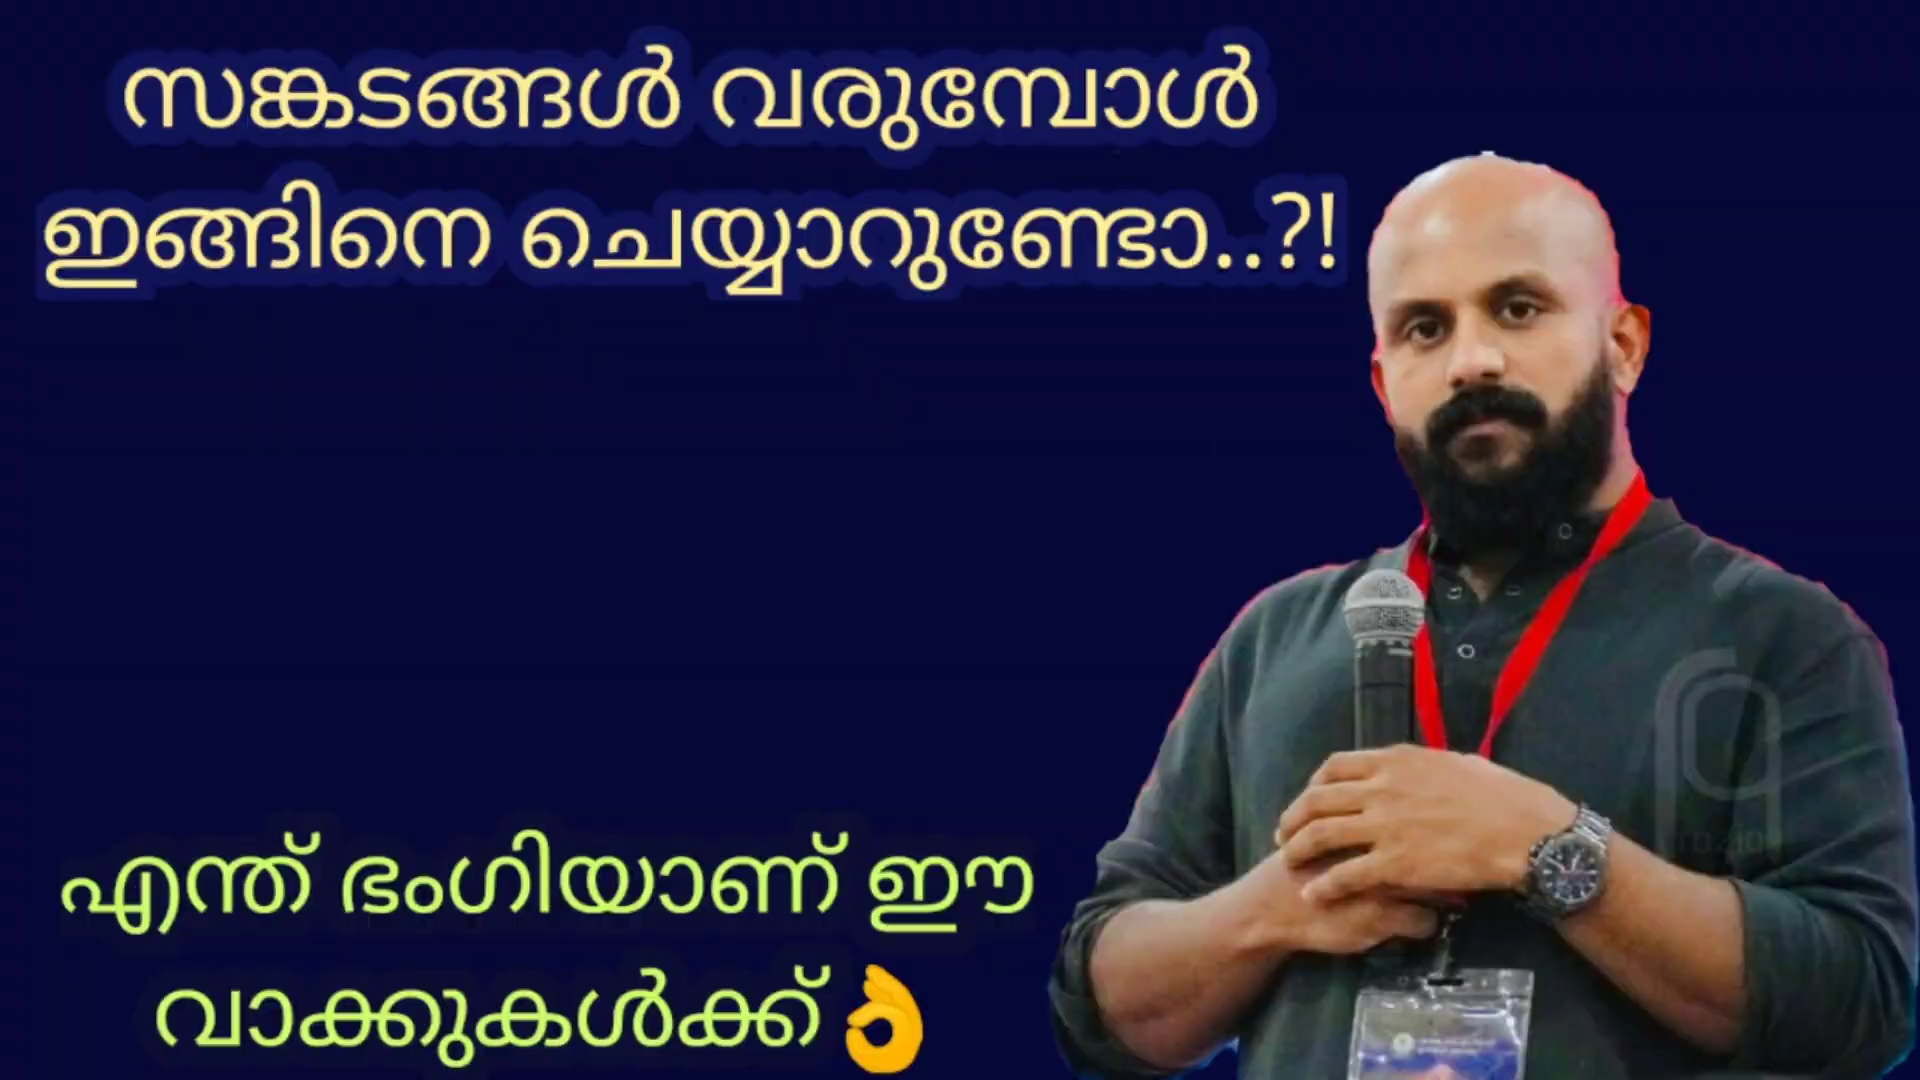 സങ്കടങ്ങൾ വരുമ്പോൾ
ഇങ്ങിനെ ചെയ്യാറുണ്ടോ..?!
എന്ത് ഭംഗിയാണ് ഈ
വാക്കുകൾക്ക്👌